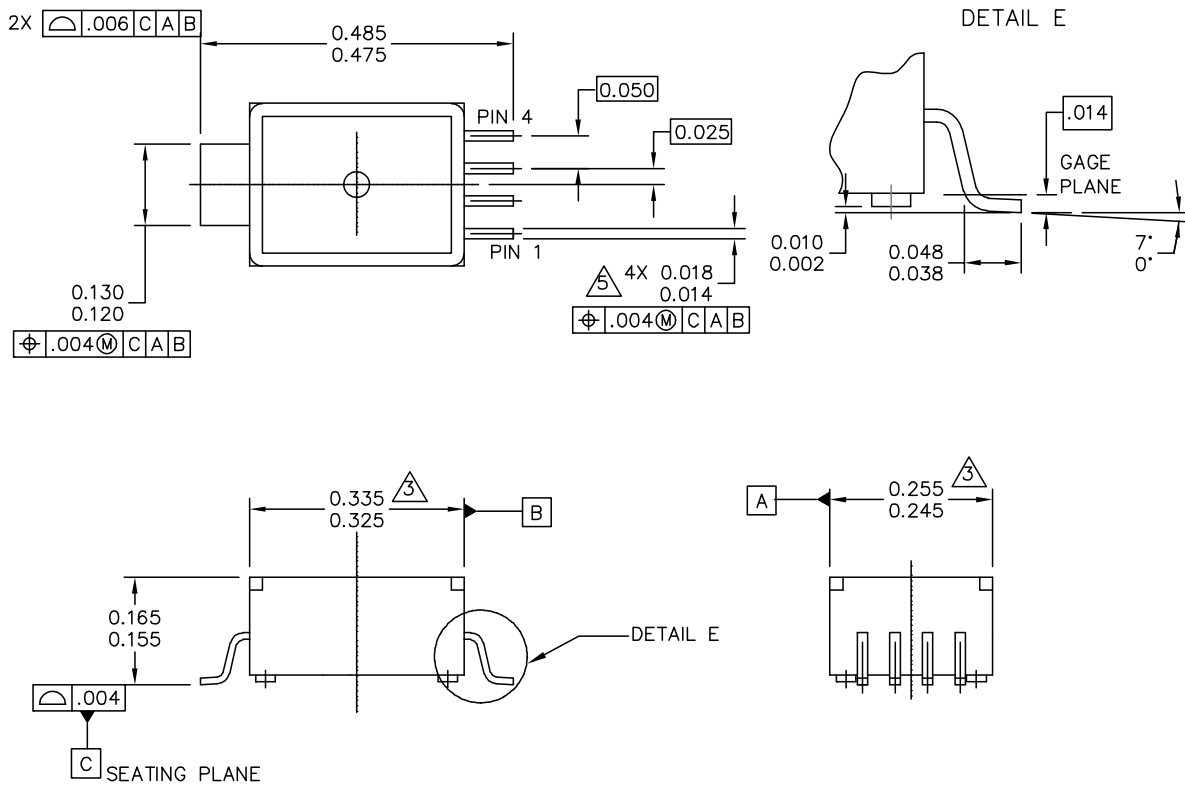 2X .006 C A B
0.485
0.475
DETAIL E
0.050
PIN 4
0.025
.014
GAGE
PLANE
PIN 1
0.010
0.002
0.048
0.038
7°
0°
5 4X 0.018
0.014
.004 M C A B
0.130
0.120
.004 M C A B
0.335 3
0.325
B
A
0.255 3
0.245
0.165
0.155
DETAIL E
.004
C SEATING PLANE